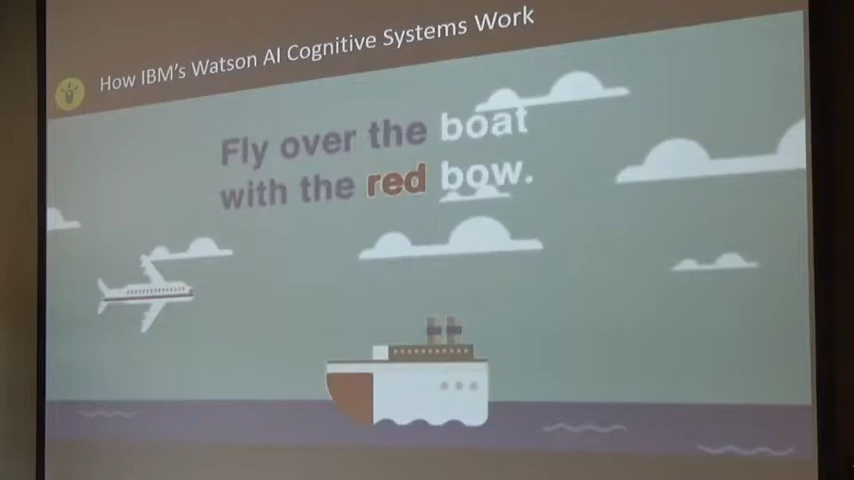 How IBM's Watson AI Cognitive Systems Work
Fly over the boat
with the red bow.